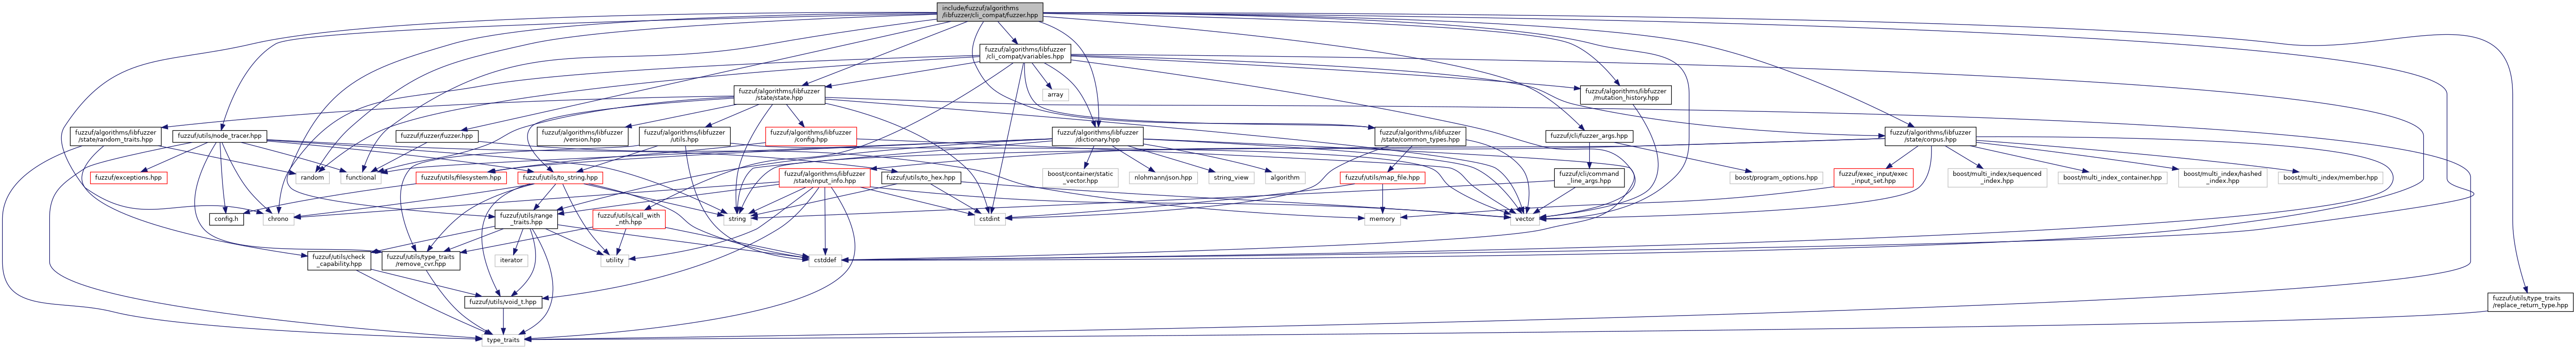 include/fuzzuf/algorithms
/libfuzzer/cli_compat/fuzzer.hpp
fuzzuf/algorithms/libfuzzer
/cli_compat/variables.hpp
fuzzuf/algorithms/libfuzzer
/state/state.hpp
array
fuzzuf/algorithms/libfuzzer
/mutation_history.hpp
fuzzuf/algorithms/libfuzzer
/state/random_traits.hpp
fuzzuf/utils/node_tracer.hpp
fuzzuf/fuzzer/fuzzer.hpp
fuzzuf/algorithms/libfuzzer
/version.hpp
fuzzuf/algorithms/libfuzzer
/utils.hpp
fuzzuf/algorithms/libfuzzer
/config.hpp
fuzzuf/algorithms/libfuzzer
/dictionary.hpp
fuzzuf/algorithms/libfuzzer
/state/common_types.hpp
fuzzuf/cli/fuzzer_args.hpp
fuzzuf/algorithms/libfuzzer
/state/corpus.hpp
fuzzuf/exceptions.hpp
random
functional
fuzzuf/utils/filesystem.hpp
fuzzuf/utils/to_string.hpp
fuzzuf/algorithms/libfuzzer
/state/input_info.hpp
fuzzuf/utils/to_hex.hpp
boost/container/static
_vector.hpp
nlohmann/json.hpp
string_view
algorithm
fuzzuf/utils/map_file.hpp
fuzzuf/cli/command
_line_args.hpp
boost/program_options.hpp
fuzzuf/exec_input/exec
_input_set.hpp
boost/multi_index/sequenced
_index.hpp
boost/multi_index_container.hpp
boost/multi_index/hashed
_index.hpp
boost/multi_index/member.hpp
config.h
chrono
fuzzuf/utils/range
_traits.hpp
fuzzuf/utils/call_with
_nth.hpp
string
cstdint
memory
vector
fuzzuf/utils/check
_capability.hpp
fuzzuf/utils/type_traits
/remove_cvr.hpp
iterator
utility
cstddef
fuzzuf/utils/void_t.hpp
fuzzuf/utils/type_traits
/replace_return_type.hpp
type_traits